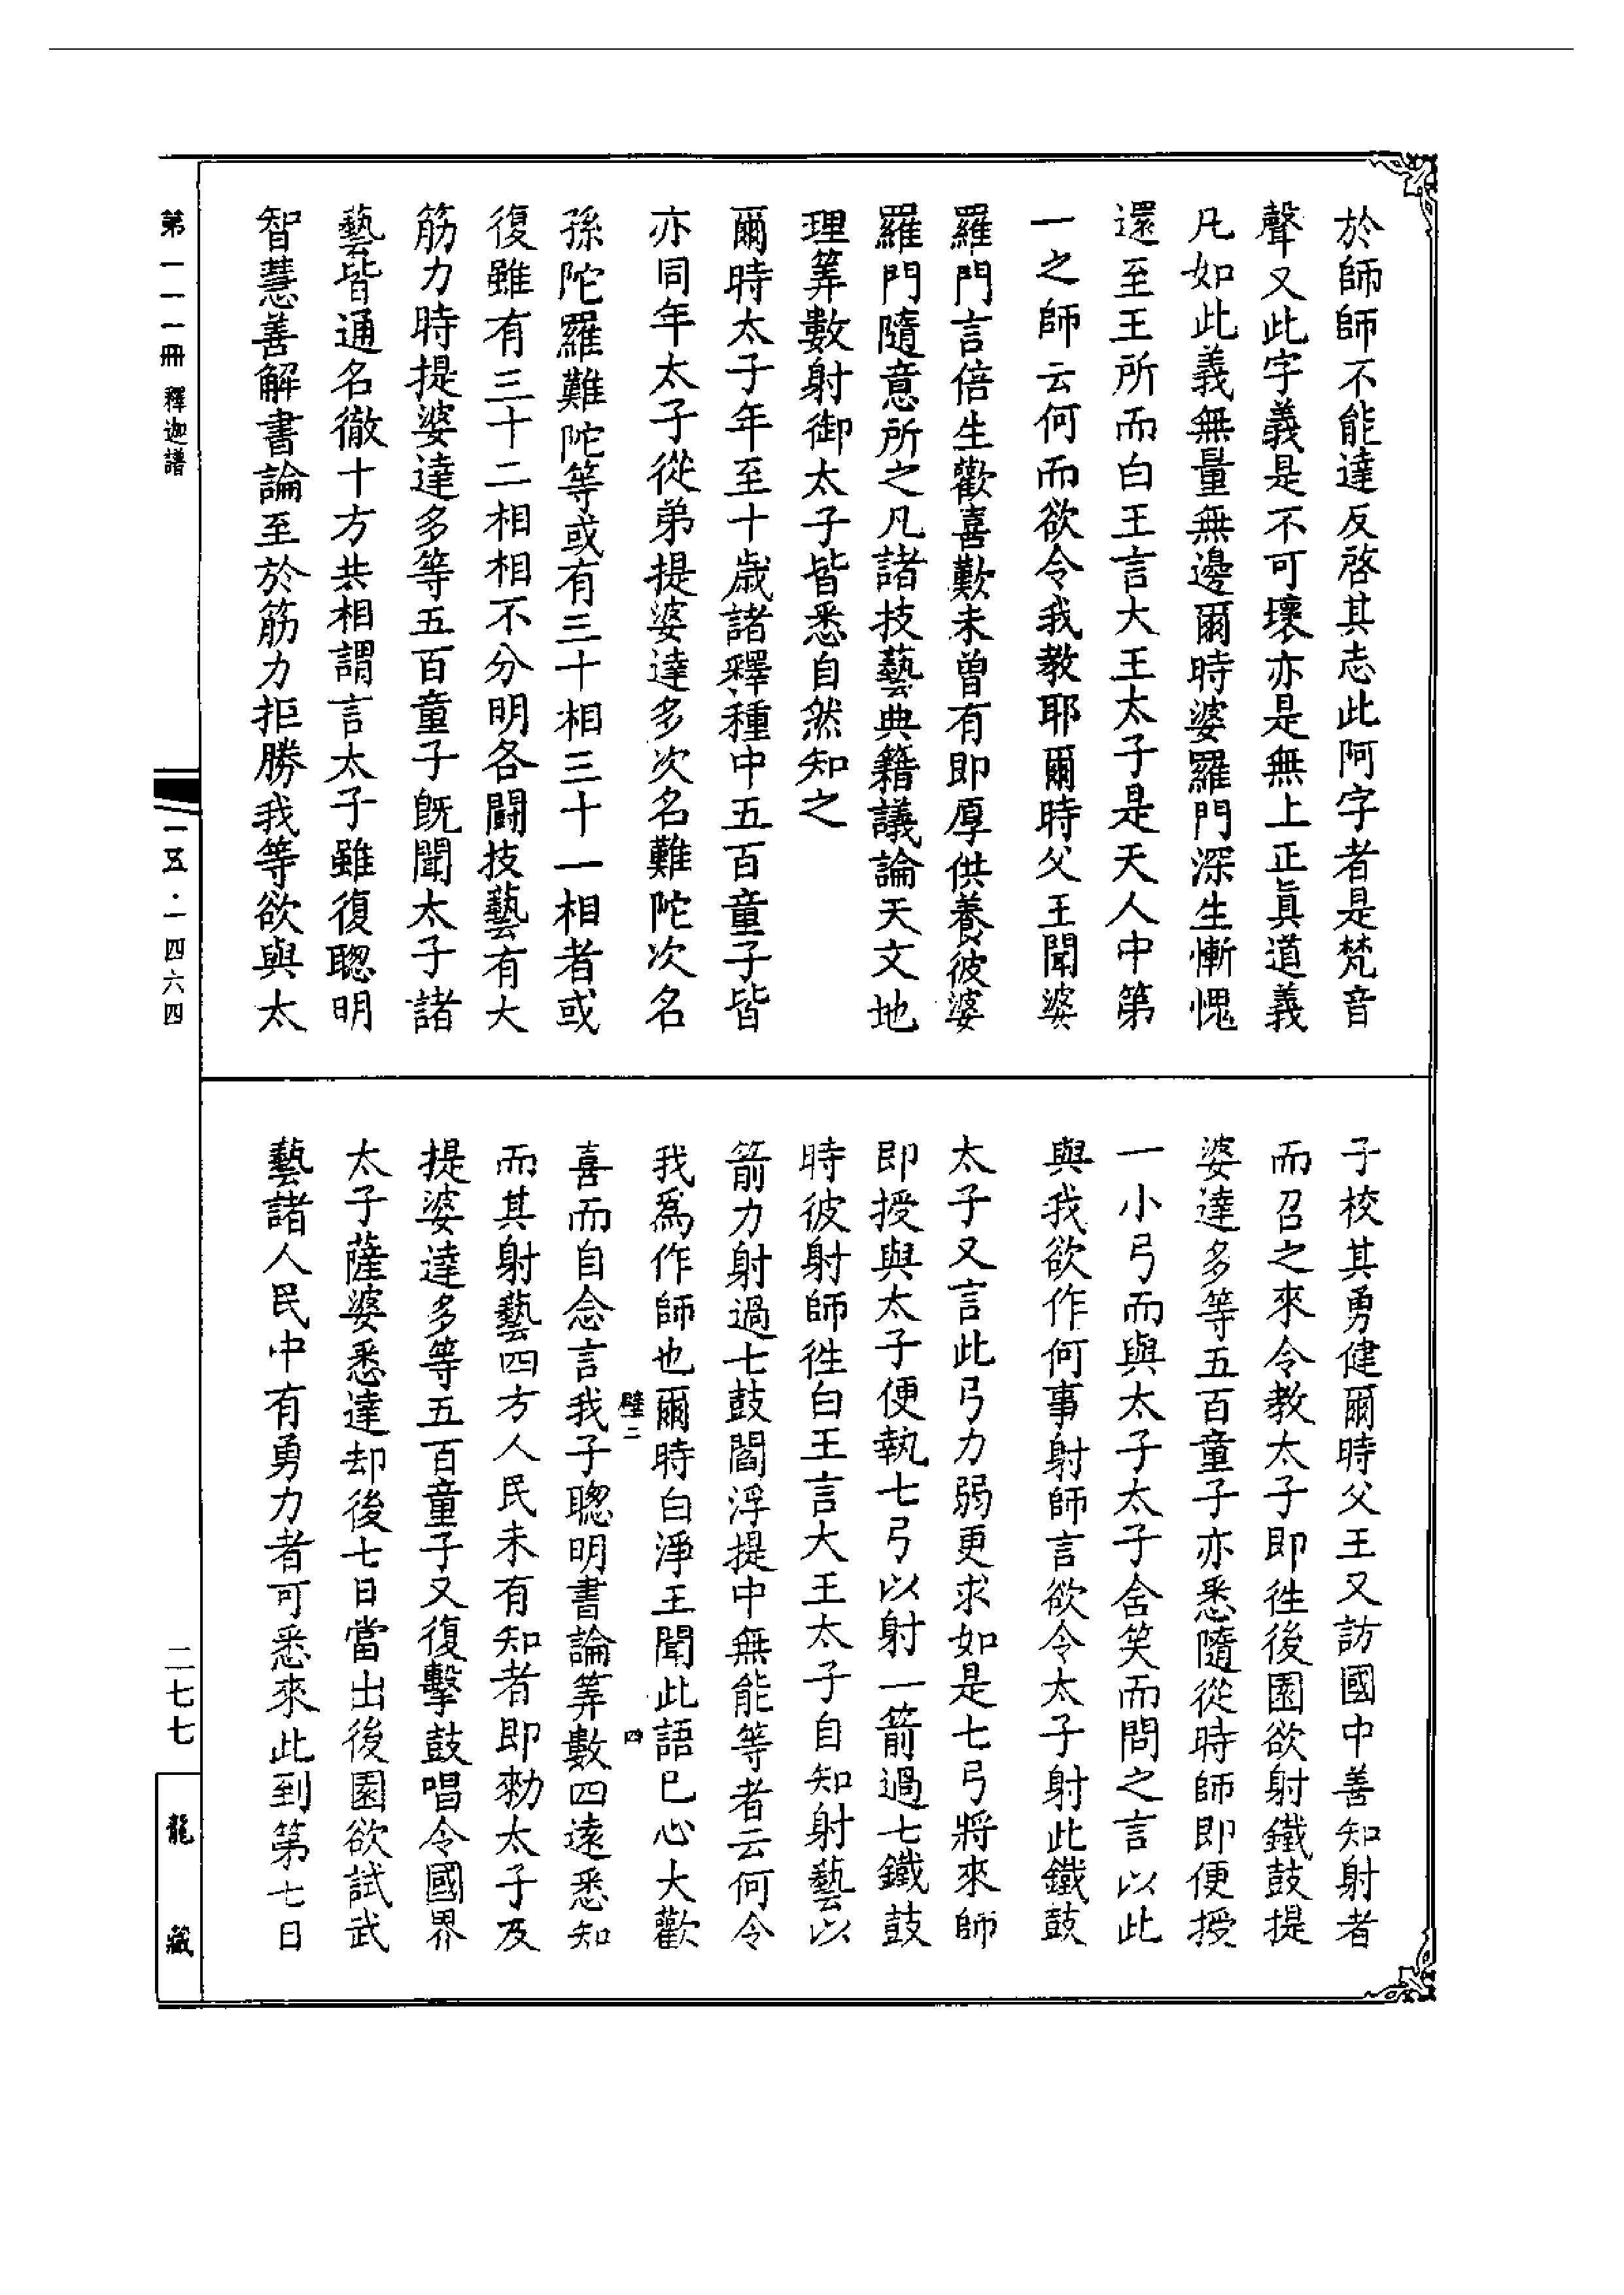 於師師不能達反啓其志此阿字者是梵音
聲又此字義是不可壞亦是無上正真道義
凡如此義無量無邊爾時婆羅門深生慚愧
還至王所而白王言大王太子是天人中第
一之師云何而欲令我教耶爾時父王聞婆
羅門言倍生歡喜歎未曾有即厚供養彼婆
羅門隨意所之凡諸技藝典籍議論天文地
理筭數射御太子皆悉自然知之
爾時太子年至十歲諸釋種中五百童子皆
亦同年太子從弟提婆達多次名難陀次名
孫陀羅難陀等或有三十相三十一相者或
復雖有三十二相相不分明各闘技藝有大
筋力時提婆達多等五百童子旣聞太子諸
藝皆通名徹十方共相謂言太子雖復聰明
智慧善解書論至於筋力拒勝我等欲與太
子校其勇健爾時父王又訪國中善知射者
而召之來令教太子即徃後園欲射鐵鼓提
婆達多等五百童子亦悉隨從時師即便授
一小弓而與太子太子含笑而問之言以此
與我欲作何事射師言欲令太子射此鐵鼓
太子又言此弓力弱更求如是七弓將來師
即授與太子便執七弓以射一箭過七鐵鼓
時彼射師徃白王言大王太子自知射藝以
箭力射過七鼓閻浮提中無能等者云何令
我爲作師也爾時白淨王聞此語已心大歡
喜而自念言我子聰明書論筭數四遠悉知
而其射藝四方人民未有知者即勑太子及
提婆達多等五百童子又復擊鼓唱令國界
太子薩婆悉達却後七日當出後園欲試武
藝諸人民中有勇力者可悉來此到第七日
璧二
四
第一一一冊 釋迦譜
一五·一四六四
二七七
龍藏